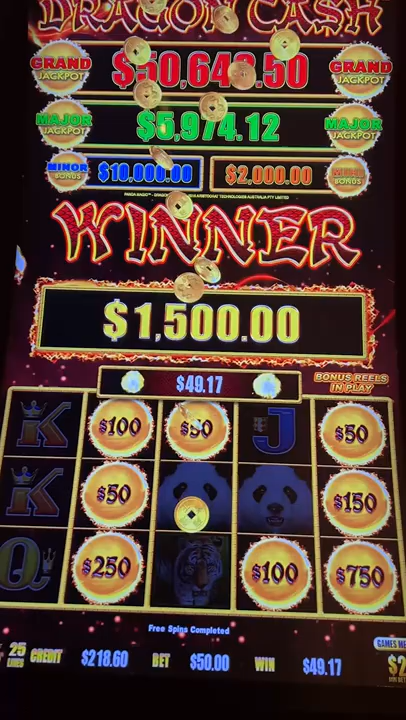 DRAGON CASH
GRAND JACKPOT
GRAND JACKPOT
MAJOR JACKPOT
$5,974.12
MAJOR JACKPOT
MINOR BONUS
$10,000.00
$2,000.00
BONUS
WINNER
$1,500.00
$49.17
BONUS REELS
IN PLAY
K
$100
J
$50
K
$50
$150
Q
$250
$100
$750
Free Spins Completed
25 LINES
CREDIT
$218.60
BET
$50.00
WIN
$49.17